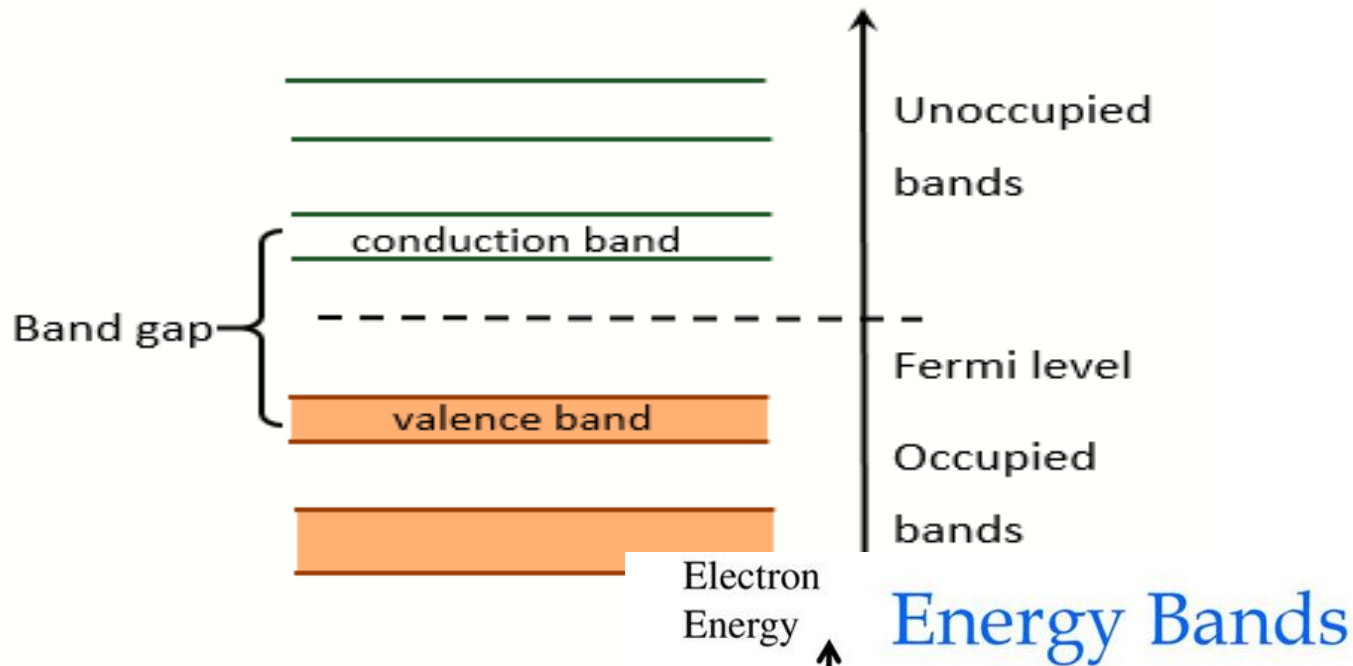 Unoccupied
bands
conduction band
Band gap
Fermi level
valence band
Occupied
bands
Electron
Energy
Energy Bands